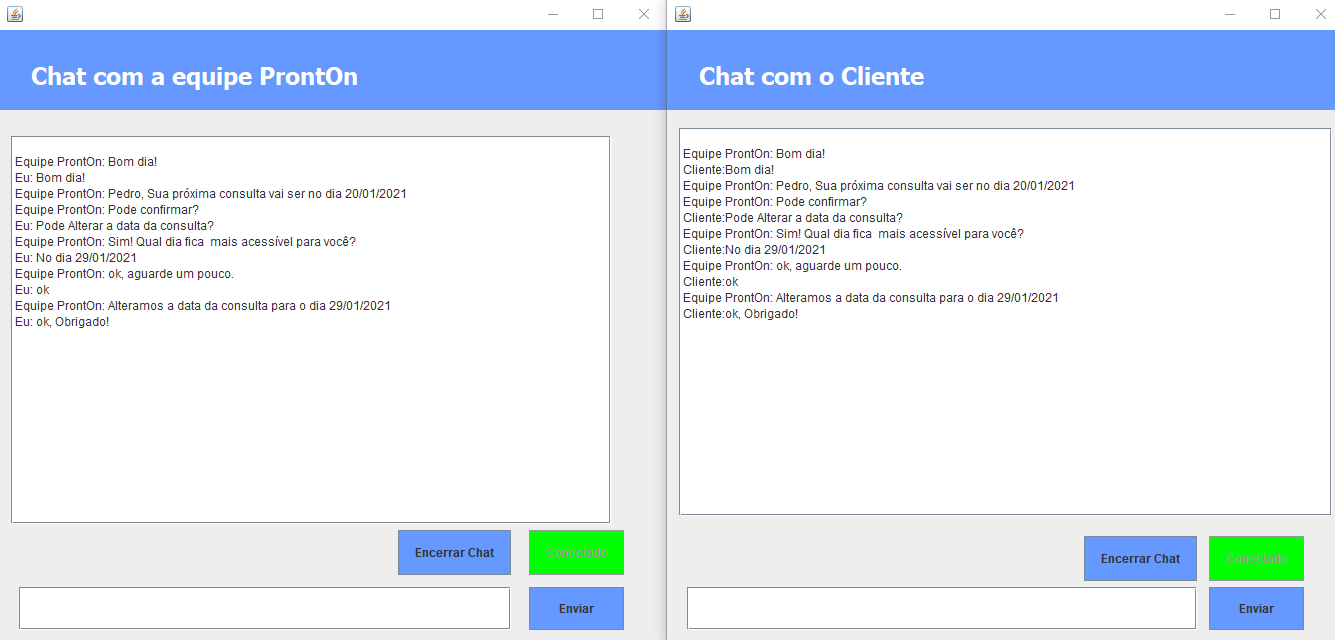 Chat com a equipe ProntOn
Equipe ProntOn: Bom dia!
Eu: Bom dia!
Equipe ProntOn: Pedro, Sua próxima consulta vai ser no dia 20/01/2021
Equipe ProntOn: Pode confirmar?
Eu: Pode Alterar a data da consulta?
Equipe ProntOn: Sim! Qual dia fica  mais acessível para você?
Eu: No dia 29/01/2021
Equipe ProntOn: ok, aguarde um pouco.
Eu: ok
Equipe ProntOn: Alteramos a data da consulta para o dia 29/01/2021
Eu: ok, Obrigado!
Encerrar Chat
Conectado
Enviar
Chat com o Cliente
Equipe ProntOn: Bom dia!
Cliente:Bom dia!
Equipe ProntOn: Pedro, Sua próxima consulta vai ser no dia 20/01/2021
Equipe ProntOn: Pode confirmar?
Cliente:Pode Alterar a data da consulta?
Equipe ProntOn: Sim! Qual dia fica  mais acessível para você?
Cliente:No dia 29/01/2021
Equipe ProntOn: ok, aguarde um pouco.
Cliente:ok
Equipe ProntOn: Alteramos a data da consulta para o dia 29/01/2021
Cliente:ok, Obrigado!
Encerrar Chat
Conectado
Enviar